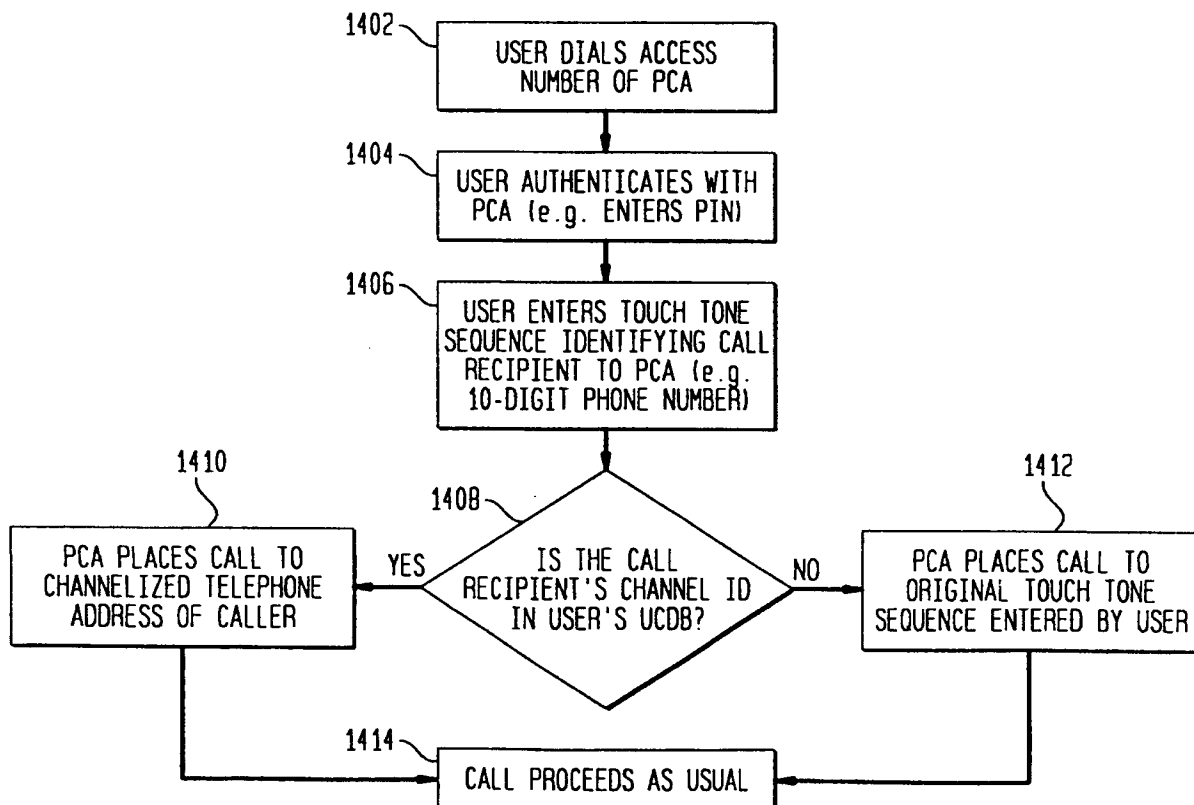 1402
USER DIALS ACCESS
NUMBER OF PCA
1404
USER AUTHENTICATES WITH
PCA (e.g. ENTERS PIN)
1406
USER ENTERS TOUCH TONE
SEQUENCE IDENTIFYING CALL
RECIPIENT TO PCA (e.g.
10-DIGIT PHONE NUMBER)
1408
IS THE CALL
RECIPIENT'S CHANNEL ID
IN USER'S UCDB?
YES
NO
1410
PCA PLACES CALL TO
CHANNELIZED TELEPHONE
ADDRESS OF CALLER
1412
PCA PLACES CALL TO
ORIGINAL TOUCH TONE
SEQUENCE ENTERED BY USER
1414
CALL PROCEEDS AS USUAL